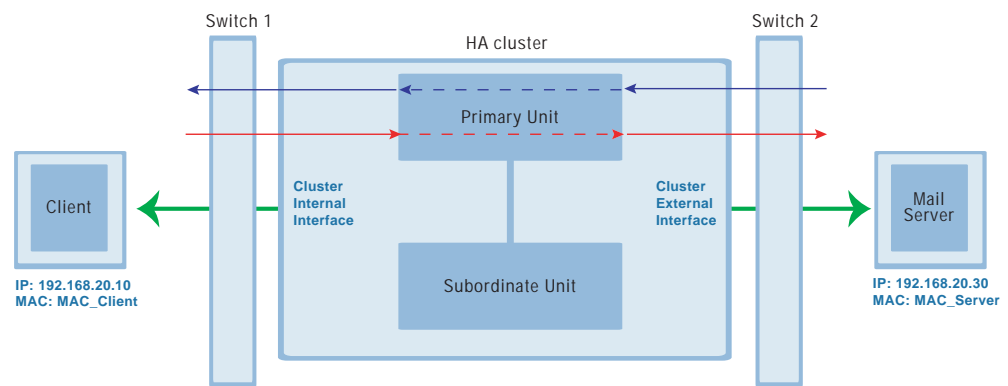 Switch 1
Switch 2
HA cluster
Primary Unit
Client
Cluster
Internal
Interface
Cluster
External
Interface
Mail
Server
Subordinate Unit
IP: 192.168.20.10
MAC: MAC_Client
IP: 192.168.20.30
MAC: MAC_Server